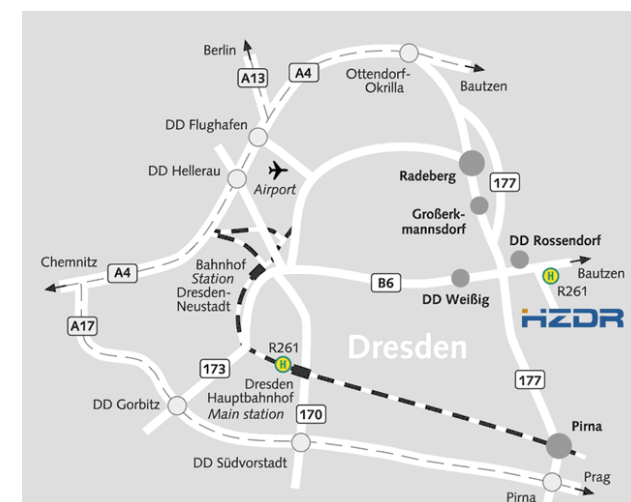 Berlin
A13
A4
Ottendorf-
Okrilla
Bautzen
DD Flughafen
DD Hellerau
Airport
Radeberg
177
Großerk-
mannsdorf
DD Rossendorf
Bautzen
Chemnitz
A4
Bahnhof
Station
Dresden-
Neustadt
B6
DD Weißig
H
R261
HZDR
A17
R261
H
Dresden
173
Dresden
Hauptbahnhof
Main station
177
170
DD Gorbitz
Pirna
DD Südvorstadt
Prag
Pirna